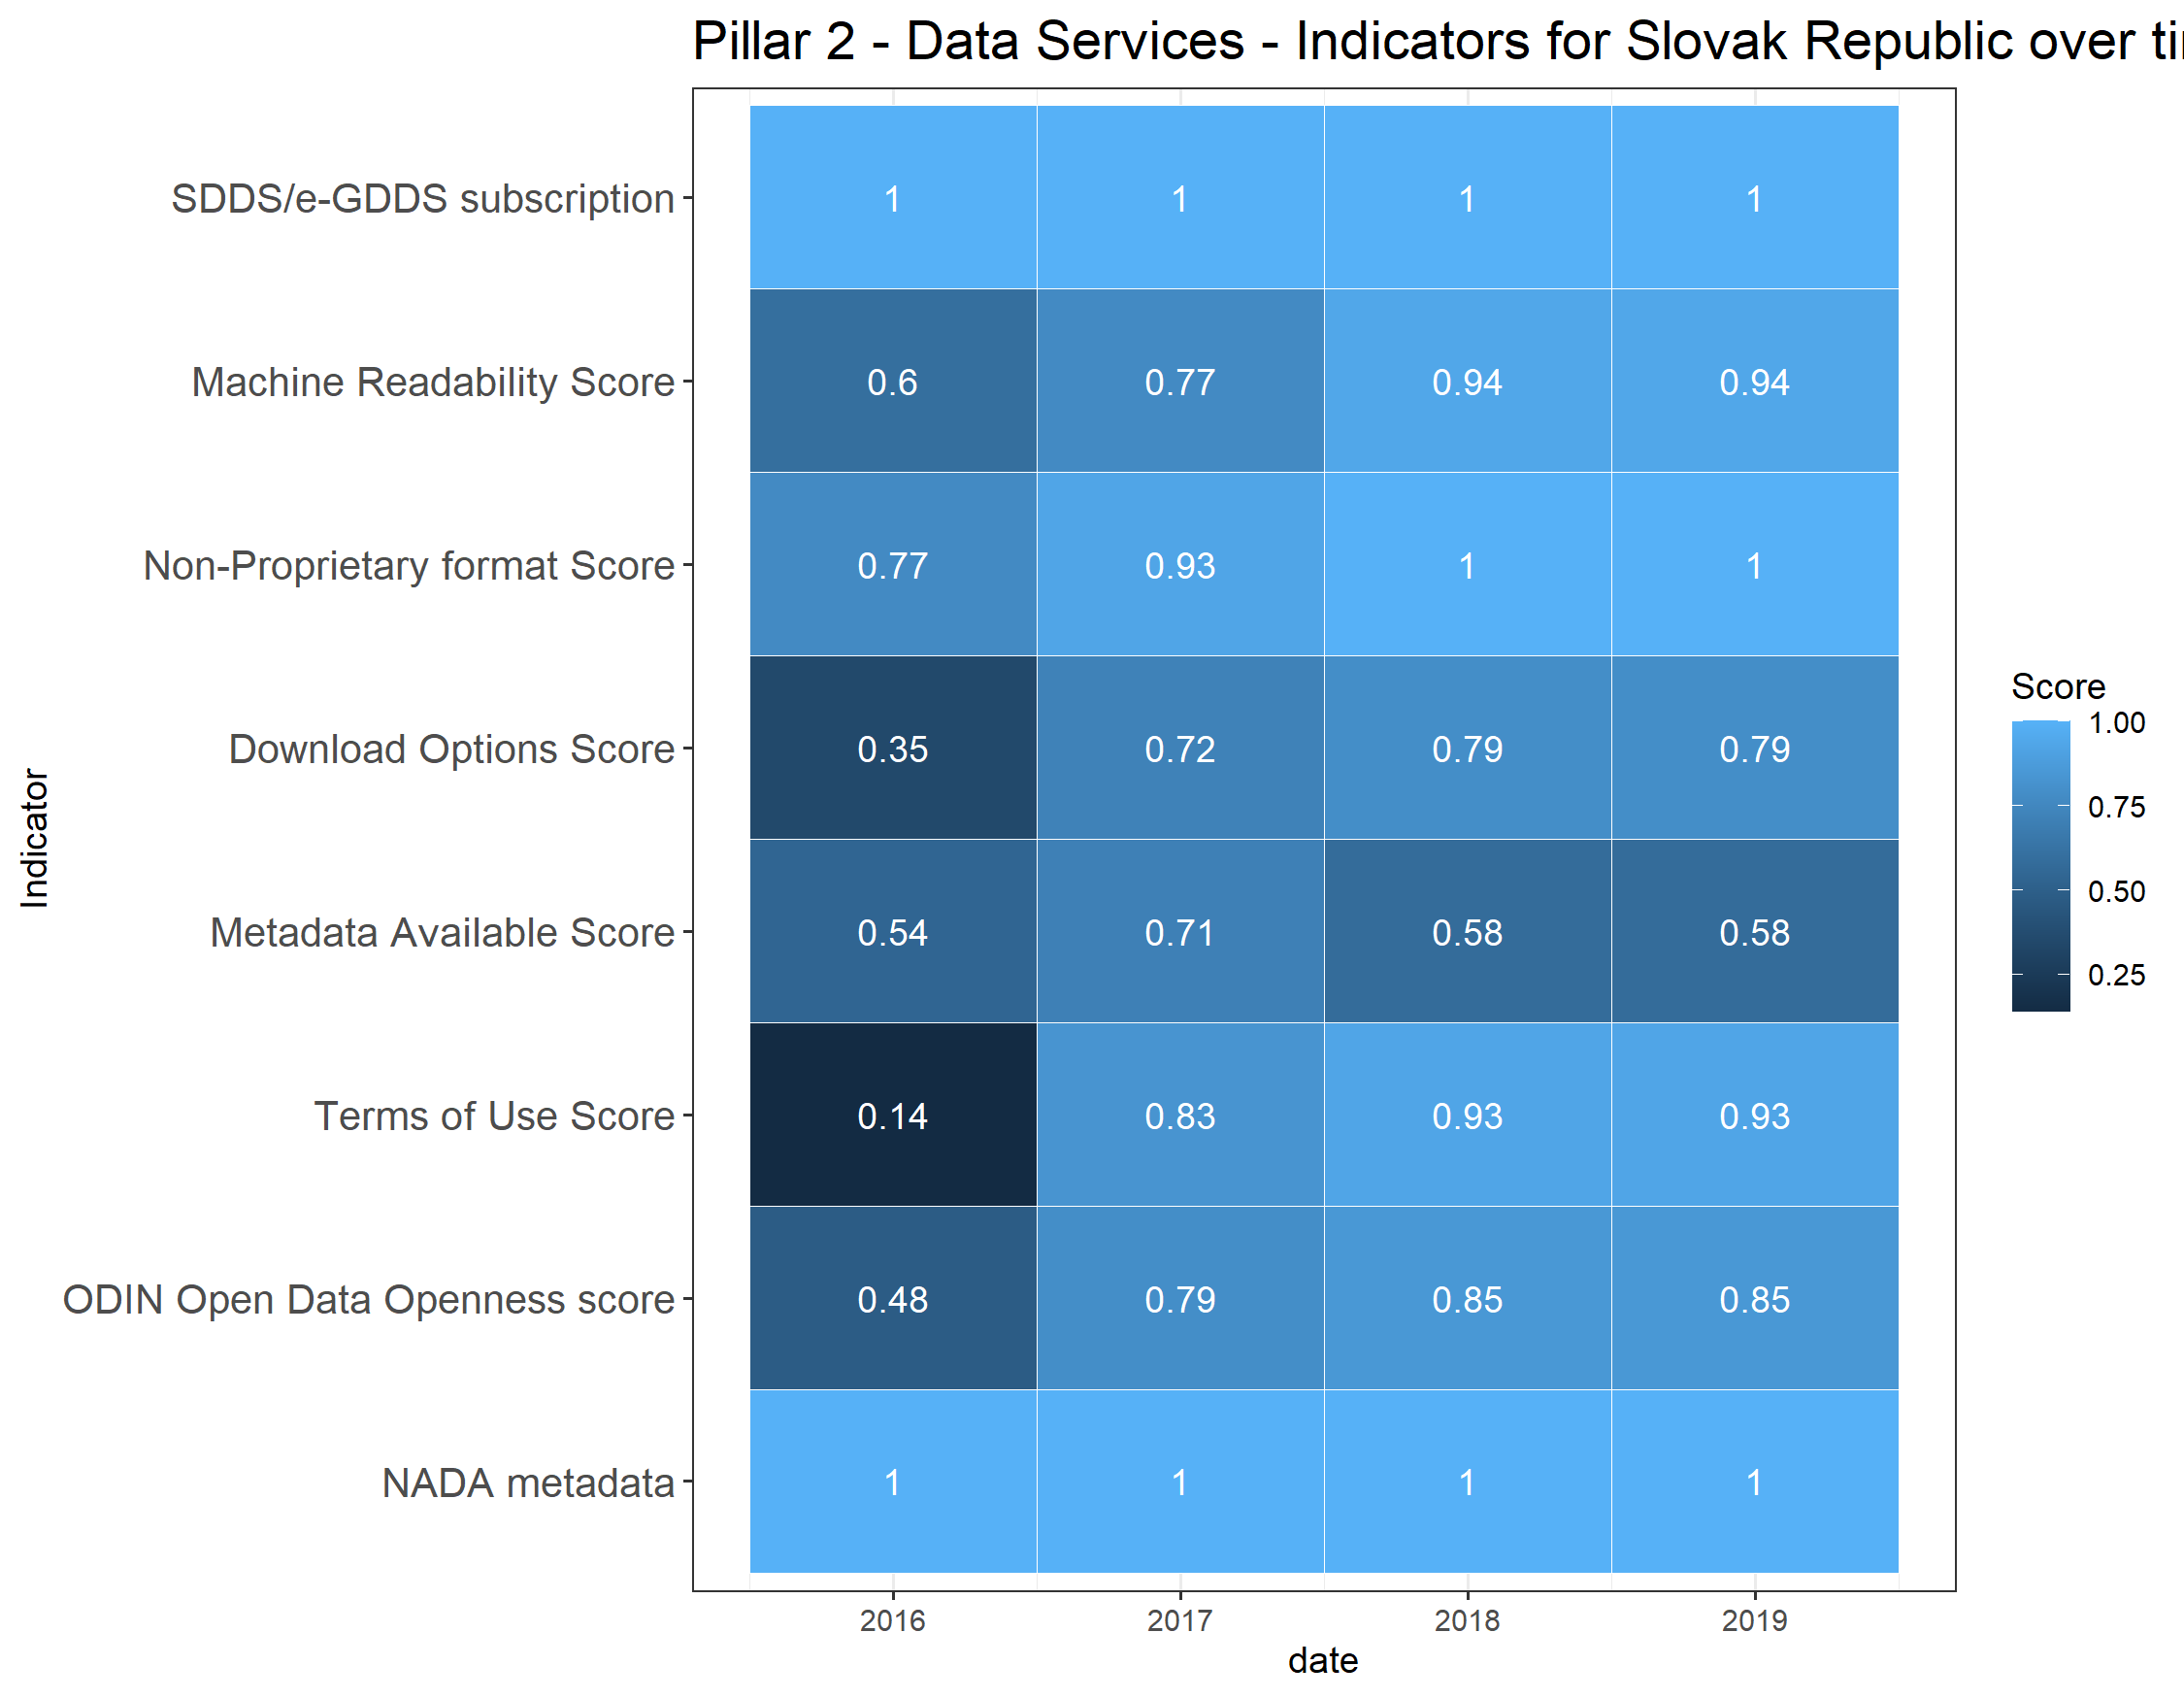 Pillar 2 - Data Services - Indicators for Slovak Republic over
SDDS/e-GDDS subscription 1 1 1 1
Machine Readability Score 0.6 0.77 0.94 0.94
Non-Proprietary format Score 0.77 0.93 1 1
Download Options Score 0.35 0.72 0.79 0.79
Metadata Available Score 0.54 0.71 0.58 0.58
Terms of Use Score 0.14 0.83 0.93 0.93
ODIN Open Data Openness score 0.48 0.79 0.85 0.85
NADA metadata 1 1 1 1
2016 2017 2018 2019
date
Indicator
Score
1.00
0.75
0.50
0.25